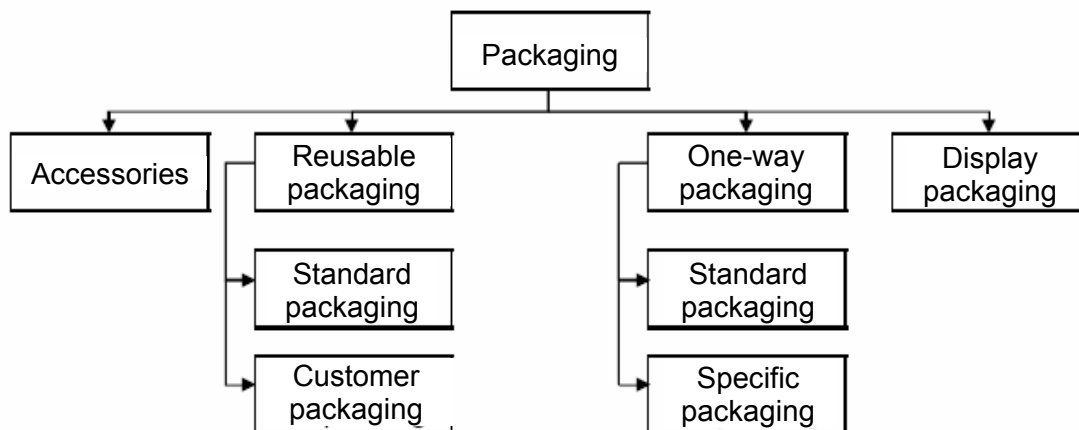 Packaging
Accessories
Reusable
packaging
One-way
packaging
Display
packaging
Standard
packaging
Standard
packaging
Customer
packaging
Specific
packaging